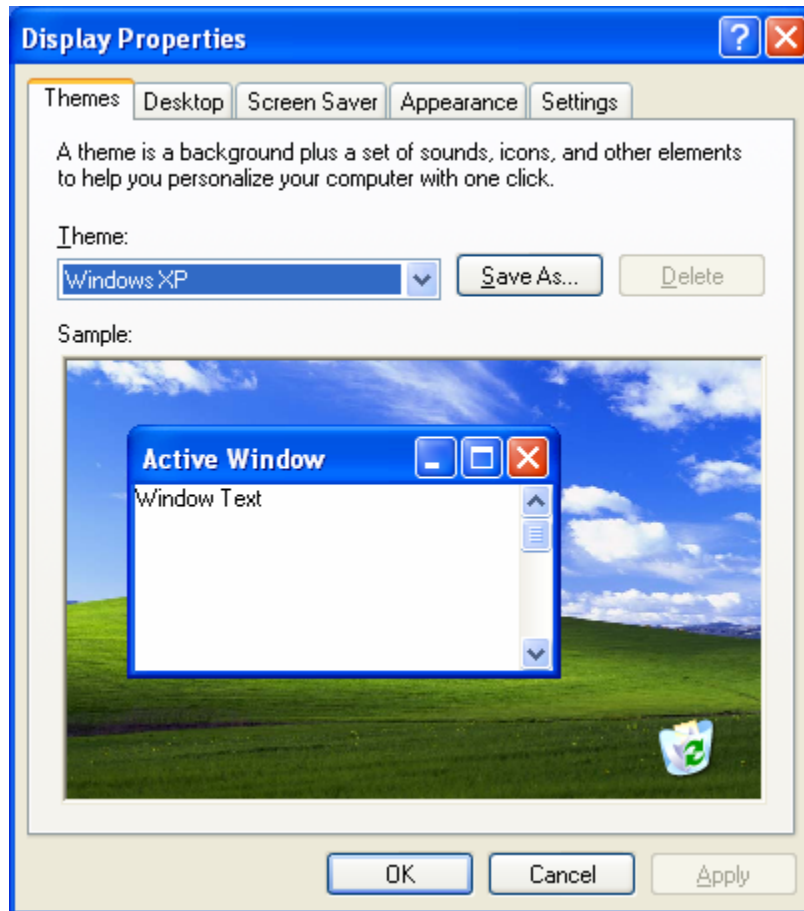 Display Properties
Themes
Desktop
Screen Saver
Appearance
Settings
A theme is a background plus a set of sounds, icons, and other elements
to help you personalize your computer with one click.
Theme:
Windows XP
Save As...
Delete
Sample:
Active Window
Window Text
OK
Cancel
Apply